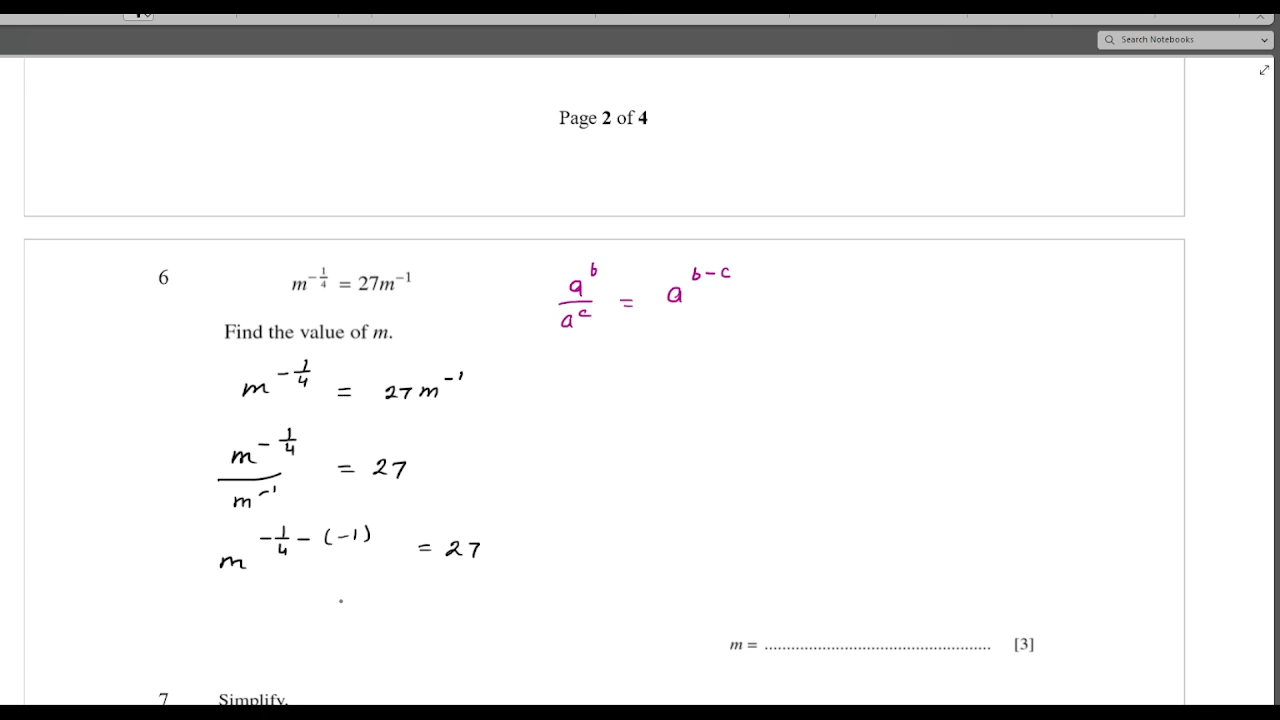 Search Notebooks
Page 2 of 4
6 m^{-1/4} = 27m^{-1}
a^b / a^c = a^{b-c}
Find the value of m.
m^{-1/4} = 27m^{-1}
m^{-1/4} / m^{-1} = 27
m^{-1/4 - (-1)} = 27
m = .................................................... [3]
7 Simplify.